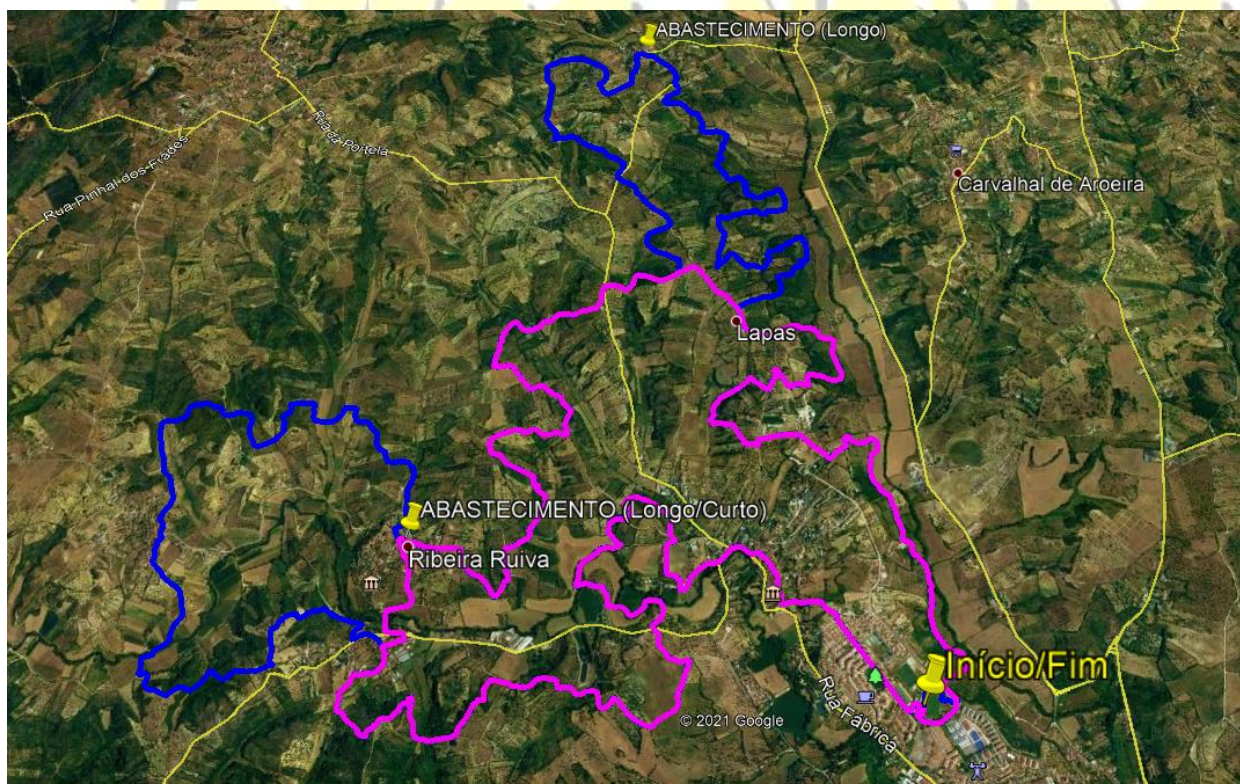 ABASTECIMENTO (Longo)
Rua da Portela
Rua Pinhal dos Frades
Carvalhal de Aroeira
Lapas
ABASTECIMENTO (Longo/Curto)
Ribeira Ruiva
Início/Fim
Rua Fábrica
© 2021 Google